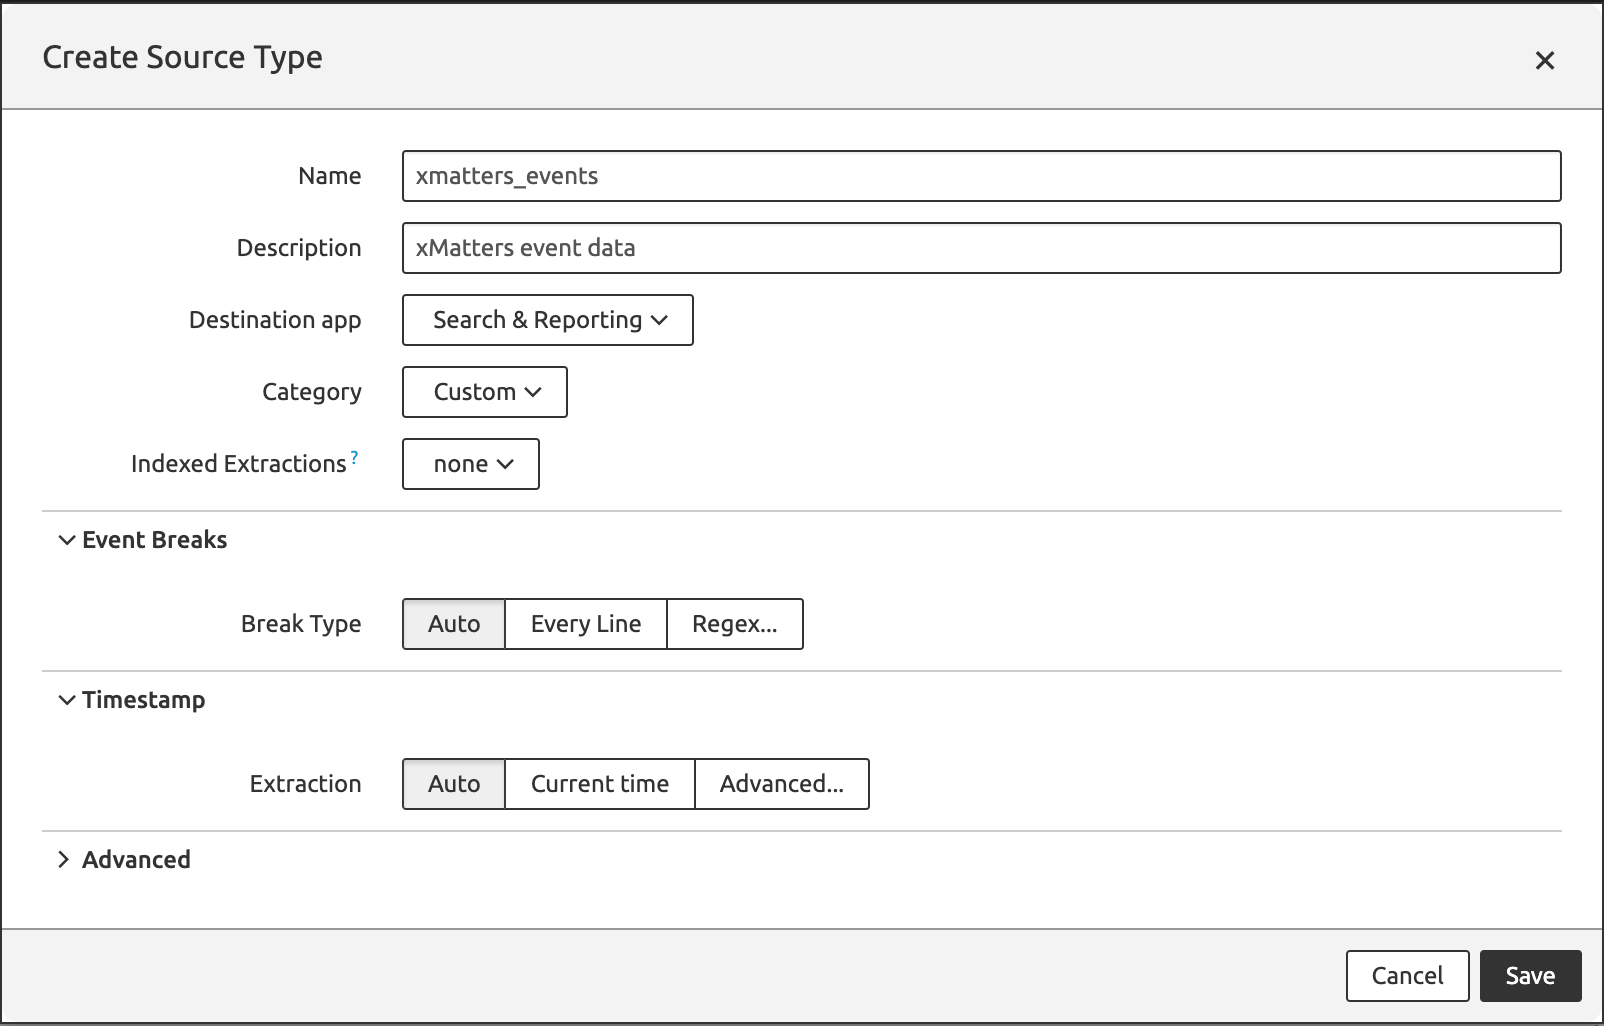 Create Source Type
Name xmatters_events
Description xMatters event data
Destination app Search & Reporting
Category Custom
Indexed Extractions ? none
Event Breaks
Break Type Auto Every Line Regex...
Timestamp
Extraction Auto Current time Advanced...
Advanced
Cancel Save